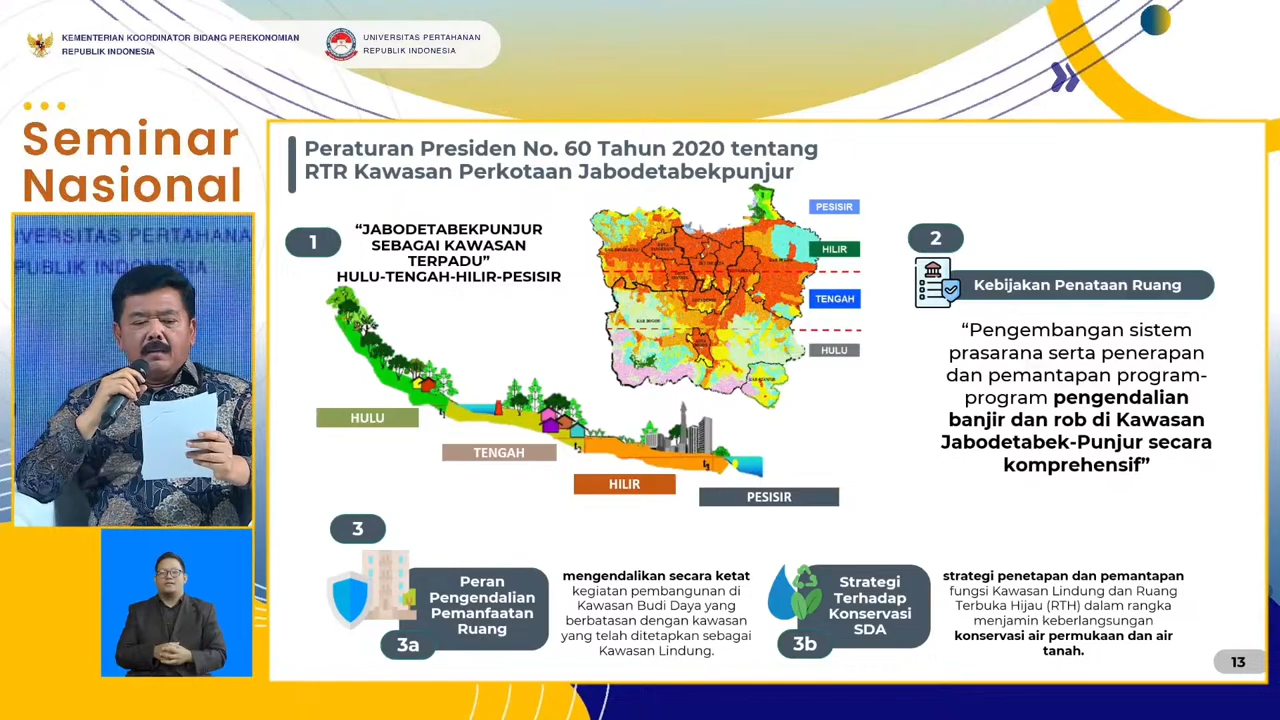 KEMENTERIAN KOORDINATOR BIDANG PEREKONOMIAN
REPUBLIK INDONESIA
UNIVERSITAS PERTAHANAN
REPUBLIK INDONESIA
Seminar
Nasional
IVERSITAS PERTAHANA
PUBLIK INDONESIA
Peraturan Presiden No. 60 Tahun 2020 tentang
RTR Kawasan Perkotaan Jabodetabekpunjur
1
“JABODETABEKPUNJUR
SEBAGAI KAWASAN
TERPADU”
HULU-TENGAH-HILIR-PESISIR
PESISIR
HILIR
TENGAH
HULU
HULU
TENGAH
HILIR
PESISIR
2
Kebijakan Penataan Ruang
“Pengembangan sistem
prasarana serta penerapan
dan pemantapan program-
program pengendalian
banjir dan rob di Kawasan
Jabodetabek-Punjur secara
komprehensif”
3
Peran
Pengendalian
Pemanfaatan
Ruang
3a
mengendalikan secara ketat
kegiatan pembangunan di
Kawasan Budi Daya yang
berbatasan dengan kawasan
yang telah ditetapkan sebagai
Kawasan Lindung.
Strategi
Terhadap
Konservasi
SDA
3b
strategi penetapan dan pemantapan
fungsi Kawasan Lindung dan Ruang
Terbuka Hijau (RTH) dalam rangka
menjamin keberlangsungan
konservasi air permukaan dan air
tanah.
13